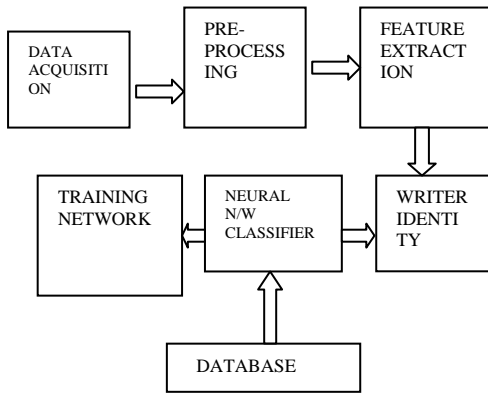 DATA
ACQUISITI
ON
PRE-
PROCESS
ING
FEATURE
EXTRACT
ION
TRAINING
NETWORK
NEURAL
N/W
CLASSIFIER
WRITER
IDENTI
TY
DATABASE